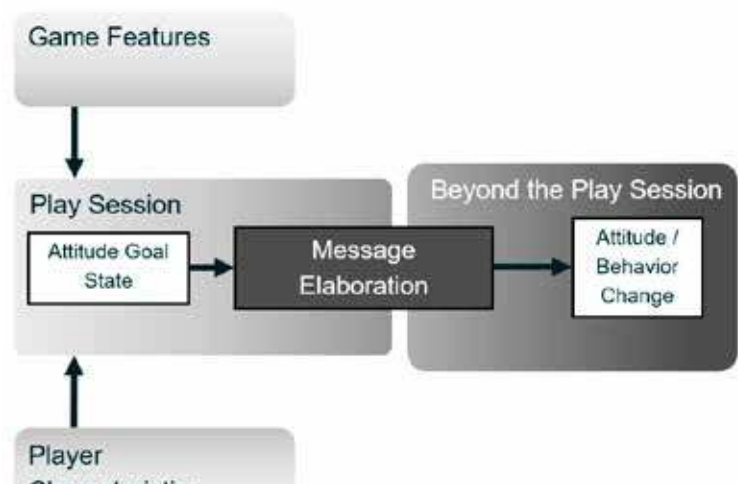 Game Features
Play Session
Attitude Goal
State
Message
Elaboration
Beyond the Play Session
Attitude /
Behavior
Change
Player